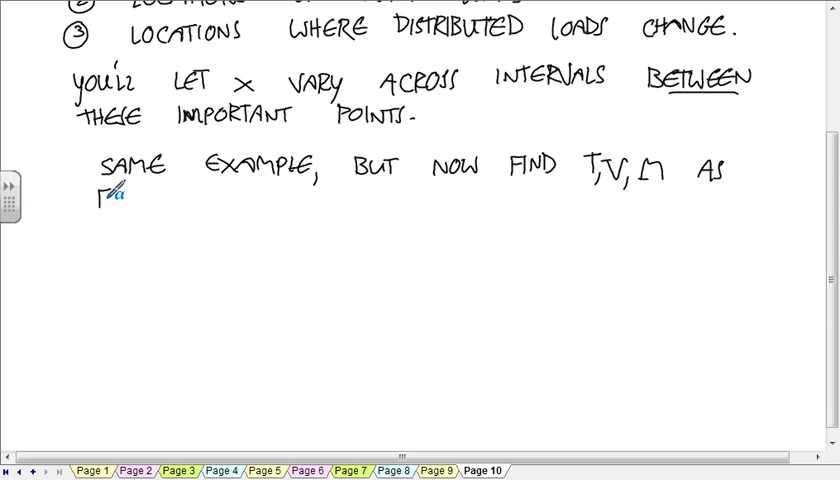 ③ LOCATIONS WHERE DISTRIBUTED LOADS CHANGE.
YOU'LL LET X VARY ACROSS INTERVALS BETWEEN
THESE IMPORTANT POINTS.
SAME EXAMPLE, BUT NOW FIND T, V, M AS
Page 1 Page 2 Page 3 Page 4 Page 5 Page 6 Page 7 Page 8 Page 9 Page 10